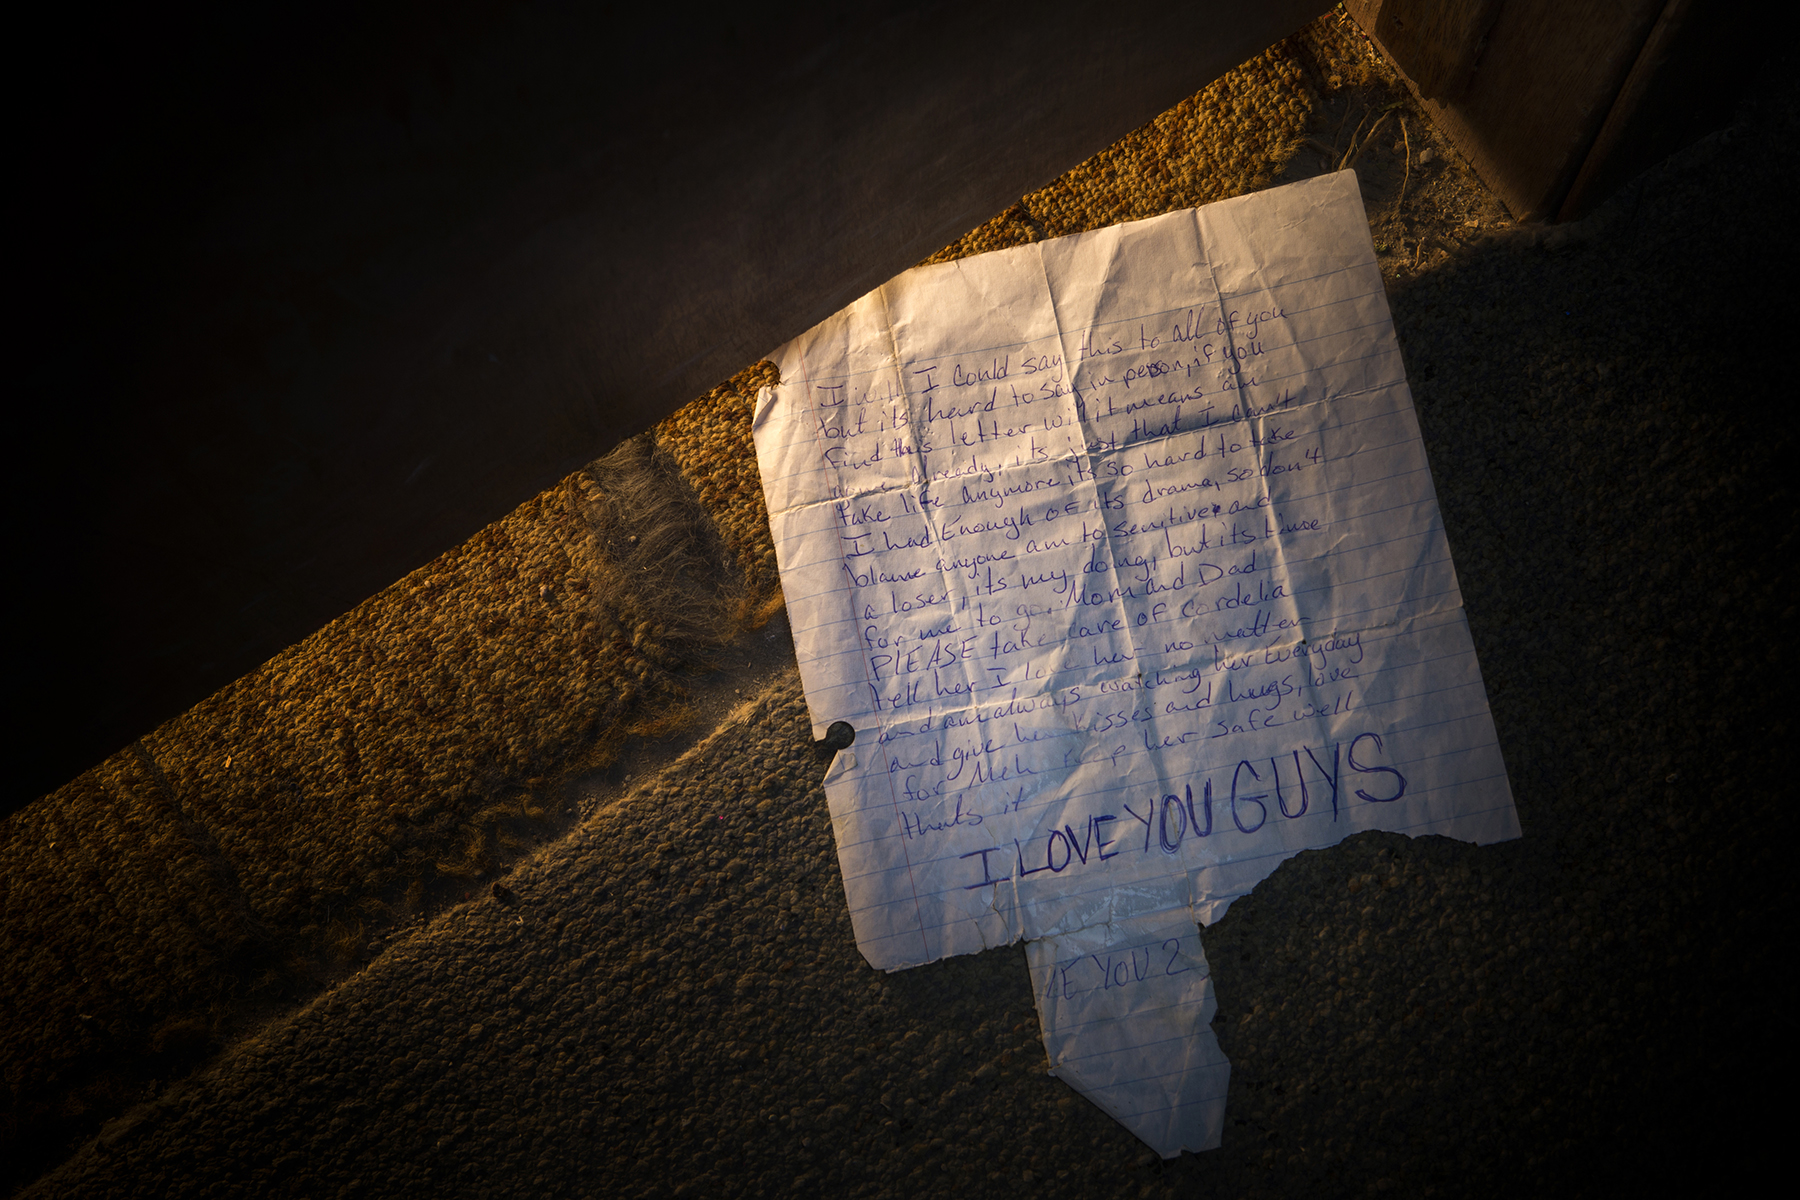 I wish I could say this to all of you
but its heard to say in person, if you
find this letter will it means am
gone already, its just that I can't
take life anymore, its so hard to take
I had Enough of its drama, so don't
blame anyone am to senitive and
a loser, its my doing, but its time
for me to go, Mom and Dad
PLEASE take care of Cordelia
tell her I love her no matter
and am always watching her Everyday
and give her kisses and hugs, love
for Meh keep her safe well
thats it
I LOVE YOU GUYS
YOU 2